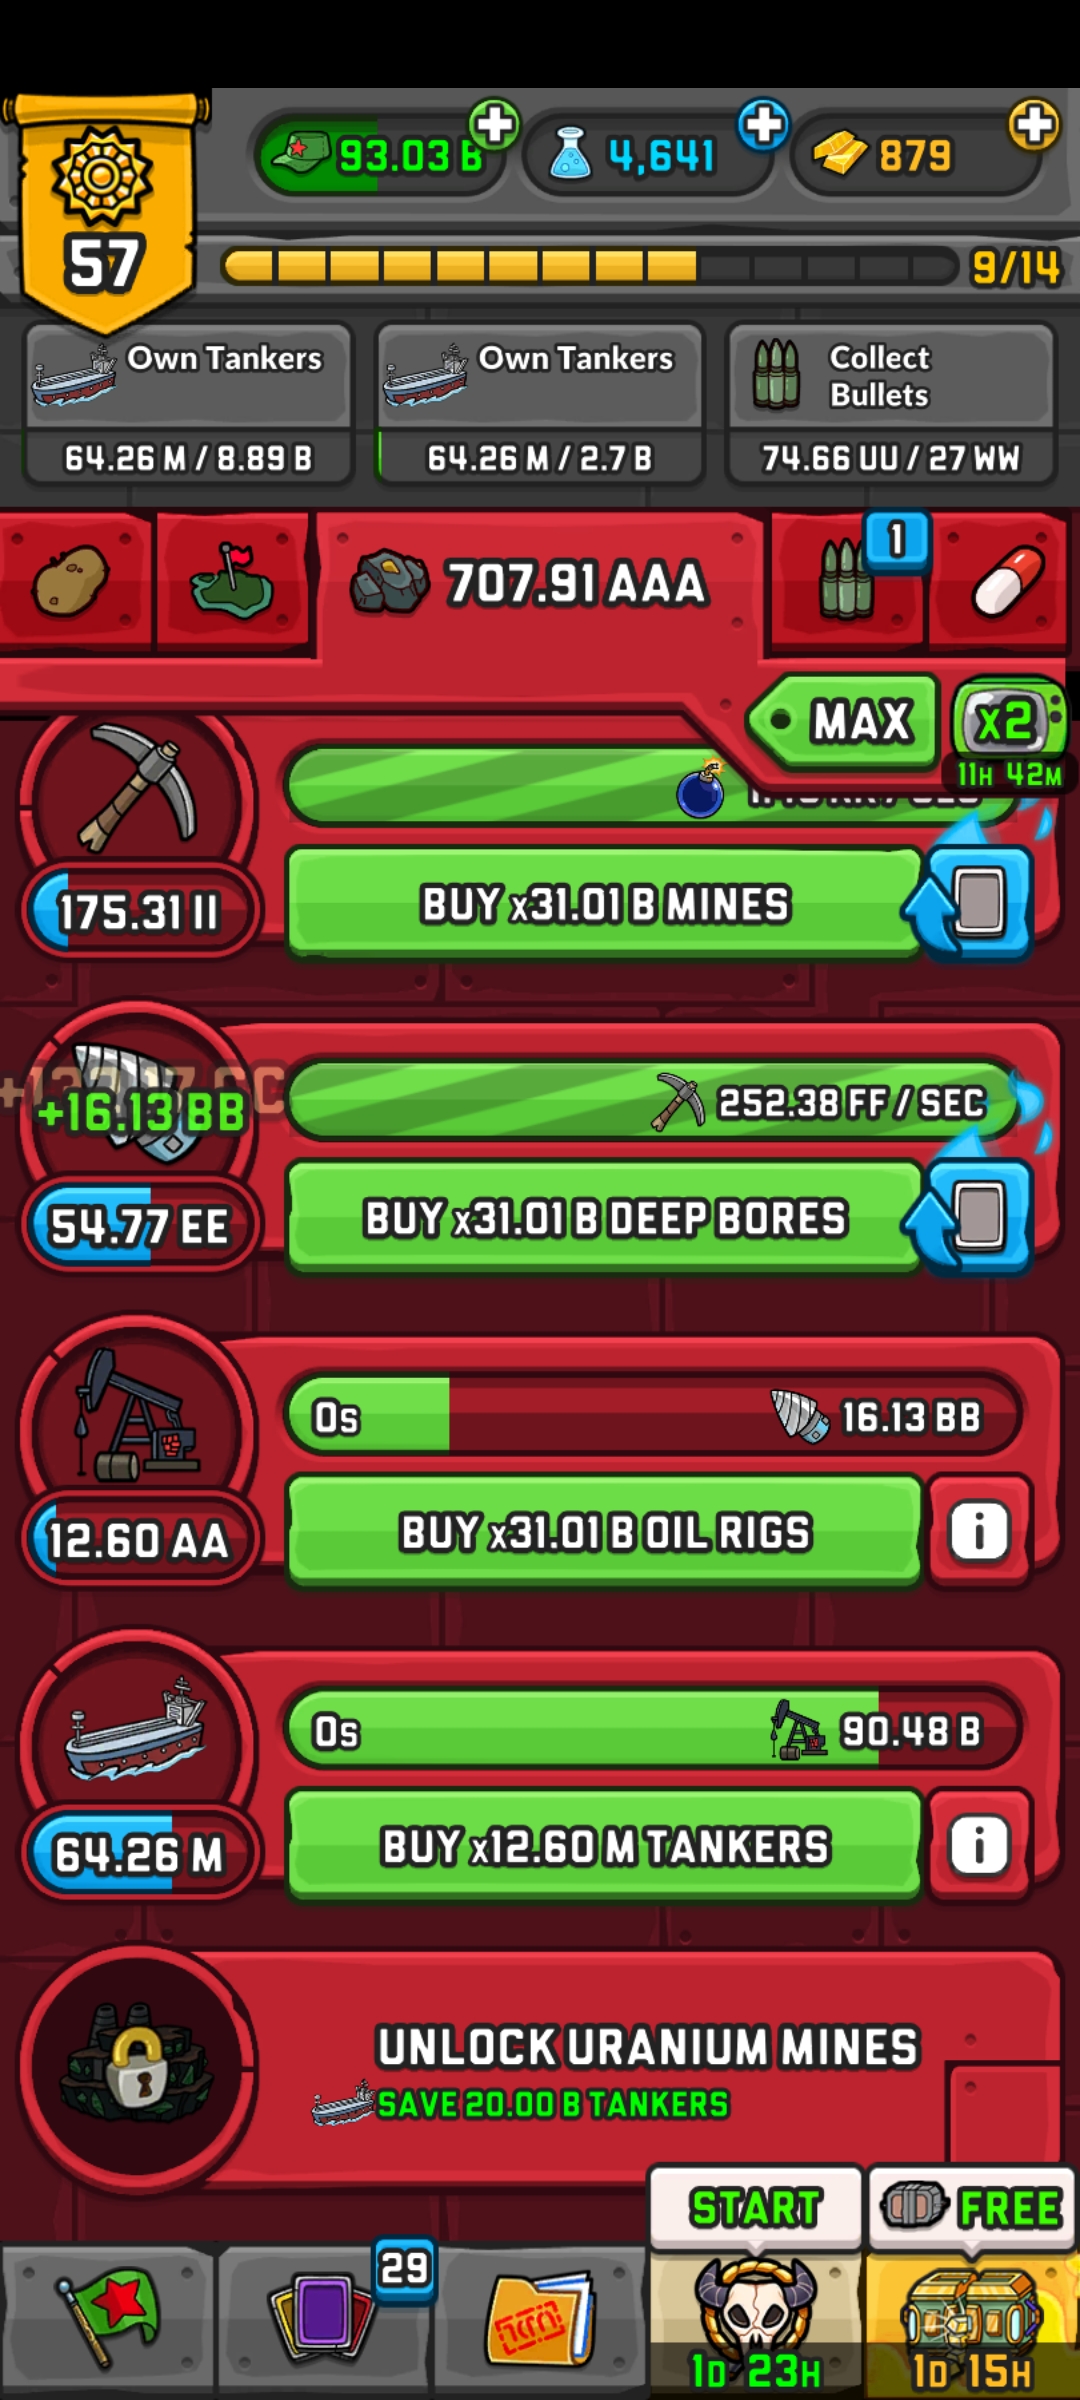 93.03 B
4,641
879
57
9/14
Own Tankers
64.26 M / 8.89 B
Own Tankers
64.26 M / 2.7 B
Collect
Bullets
74.66 UU / 27 WW
707.91 AAA
1
MAX
x2
11H 42M
175.31 II
BUY x31.01 B MINES
+16.13 BB
252.38 FF / SEC
54.77 EE
BUY x31.01 B DEEP BORES
0s
16.13 BB
12.60 AA
BUY x31.01 B OIL RIGS
i
0s
90.48 B
64.26 M
BUY x12.60 M TANKERS
i
UNLOCK URANIUM MINES
SAVE 20.00 B TANKERS
START
FREE
29
1D 23H
1D 15H